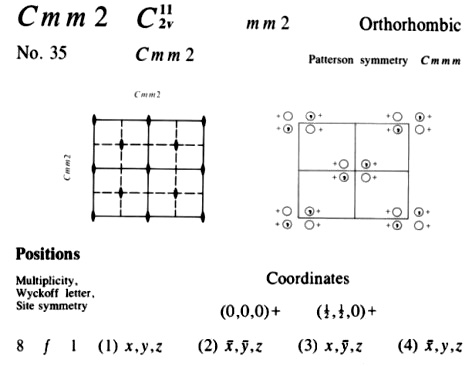 Cmm2 C₂ᵥ¹¹ mm2 Orthorhombic
No. 35 Cmm2 Patterson symmetry Cmmm
Cmm2
Cmm2
Positions
Multiplicity,
Wyckoff letter,
Site symmetry
Coordinates
(0,0,0)+ (½,½,0)+
8 f 1 (1) x,y,z (2) x̄,ȳ,z (3) x,ȳ,z (4) x̄,y,z